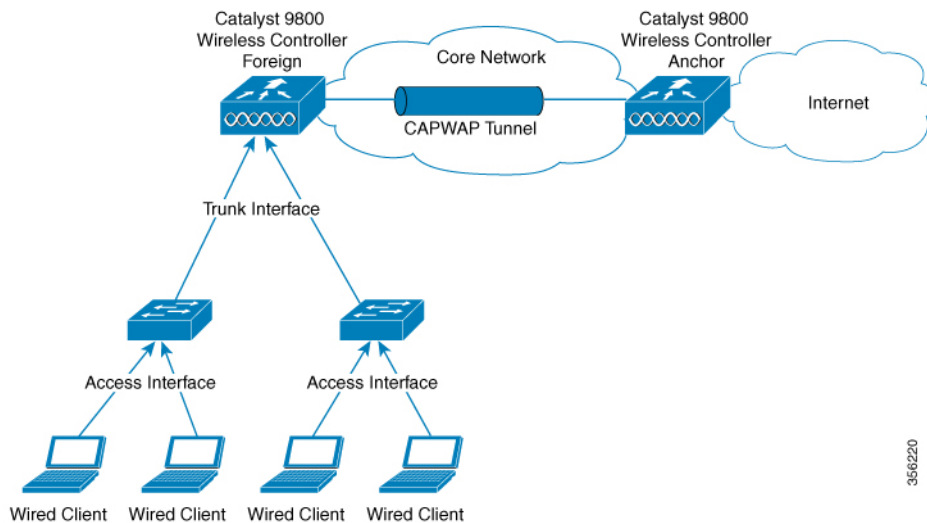 Catalyst 9800
Wireless Controller
Foreign
Catalyst 9800
Wireless Controller
Anchor
Core Network
Internet
CAPWAP Tunnel
Trunk Interface
Access Interface
Access Interface
Wired Client
Wired Client
Wired Client
Wired Client
356220